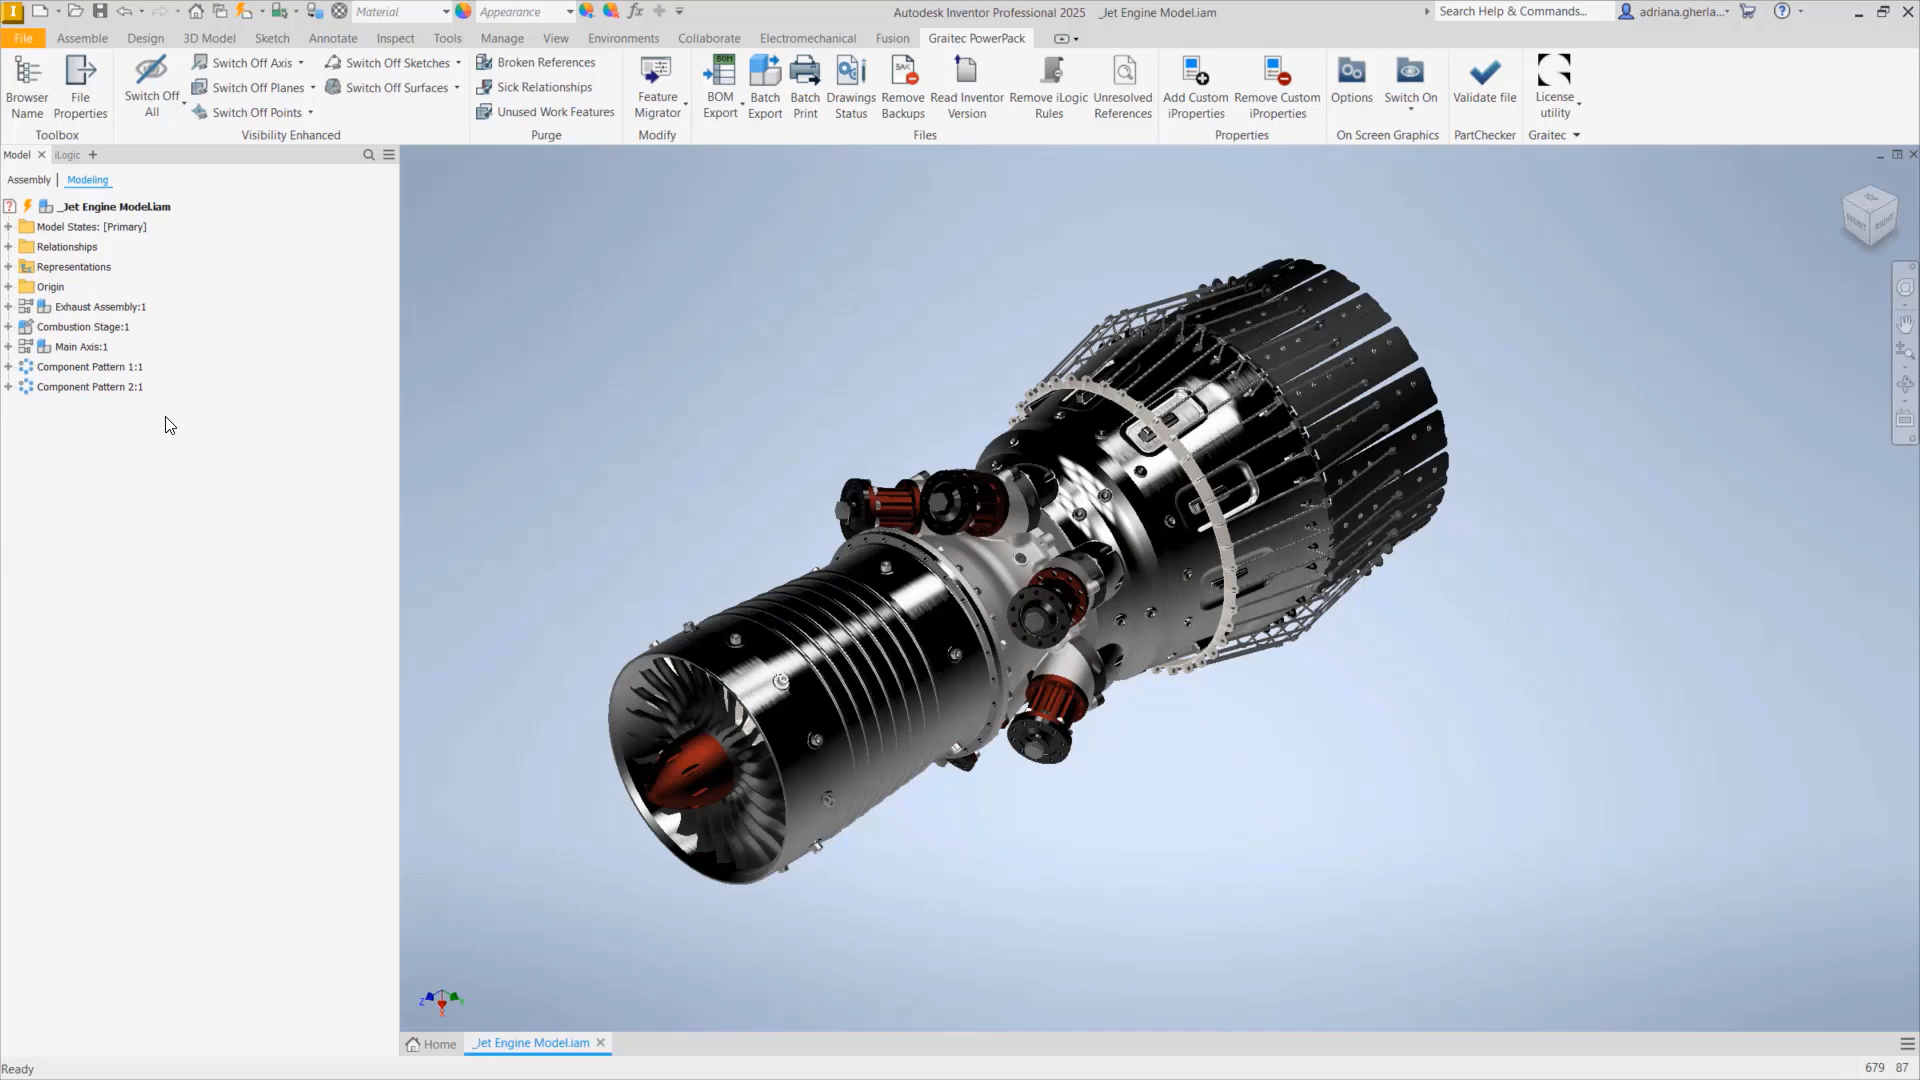 Material
Appearance
fx
Autodesk Inventor Professional 2025 _Jet Engine Model.iam
Search Help & Commands...
adriana.gherla...
File Assemble Design 3D Model Sketch Annotate Inspect Tools Manage View Environments Collaborate Electromechanical Fusion Graitec PowerPack
Browser
Name
File
Properties
Toolbox
Switch Off
All
Switch Off Axis
Switch Off Planes
Switch Off Points
Switch Off Sketches
Switch Off Surfaces
Visibility Enhanced
Broken References
Sick Relationships
Unused Work Features
Purge
Feature
Migrator
Modify
BOM
BOM
Export
Batch
Export
Batch
Print
Drawings
Status
BAK
Remove
Backups
Read Inventor
Version
Remove iLogic
Rules
Unresolved
References
Files
Add Custom
iProperties
Remove Custom
iProperties
Properties
Options
Switch On
On Screen Graphics
Validate file
PartChecker
License
utility
Graitec
Model
iLogic
Assembly | Modeling
_Jet Engine Model.iam
Model States: [Primary]
Relationships
Representations
Origin
Exhaust Assembly:1
Combustion Stage:1
Main Axis:1
Component Pattern 1:1
Component Pattern 2:1
TOP
FRONT
RIGHT
Z
X
Home
_Jet Engine Model.iam
Ready
679 87